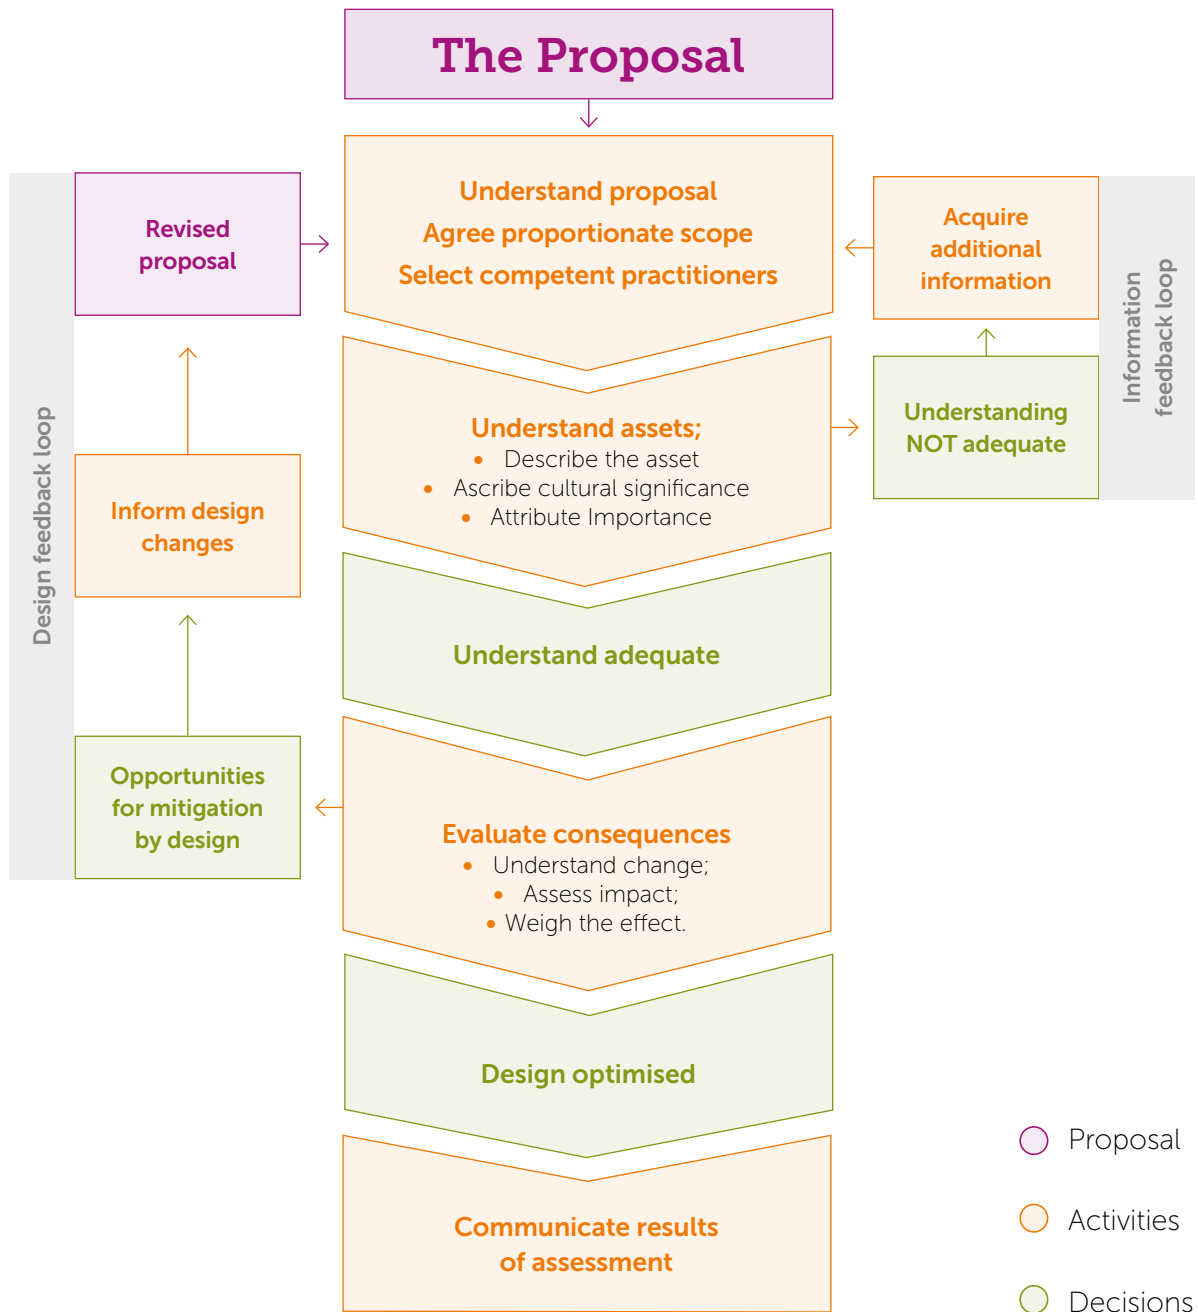 The Proposal
Understand proposal
Agree proportionate scope
Select competent practitioners
Revised
proposal
Acquire
additional
information
Information
feedback loop
Understand assets;
• Describe the asset
• Ascribe cultural significance
• Attribute Importance
Understanding
NOT adequate
Design feedback loop
Inform design
changes
Understand adequate
Opportunities
for mitigation
by design
Evaluate consequences
• Understand change;
• Assess impact;
• Weigh the effect.
Design optimised
Communicate results
of assessment
Proposal
Activities
Decisions